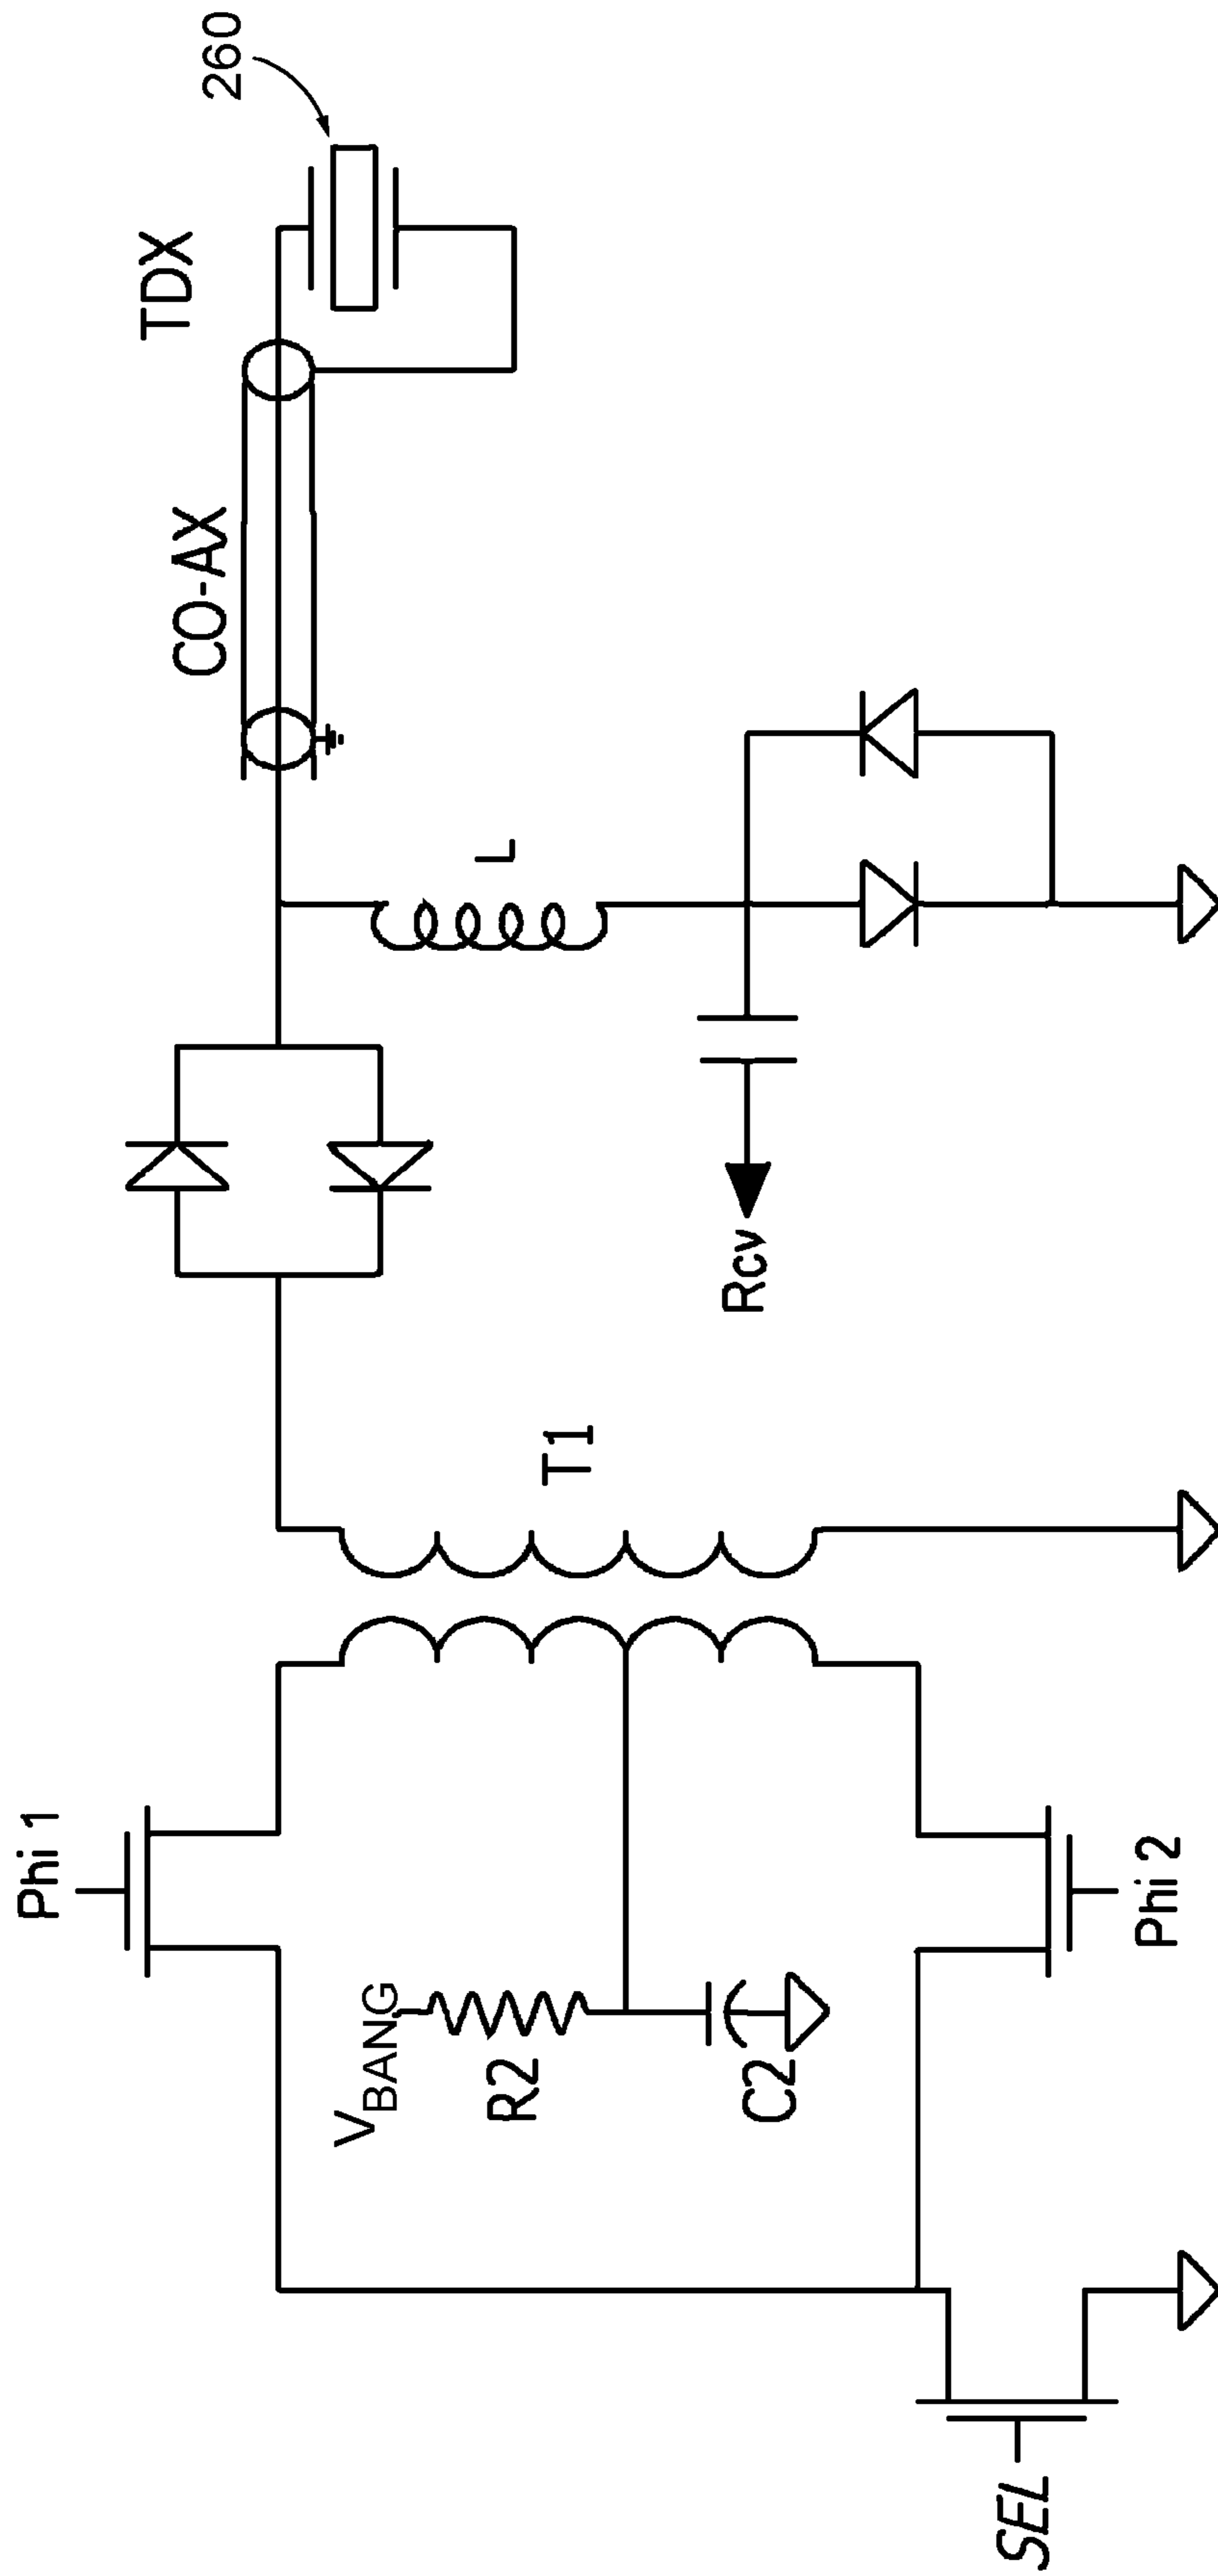 260
TDX
CO-AX
L
Rcv
T1
Phi 1
Phi 2
VBANG
R2
C2
SEL